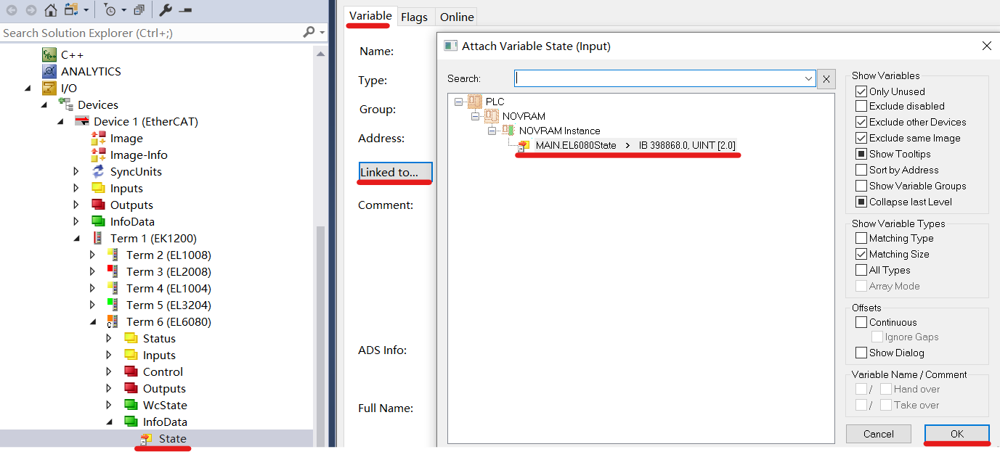 Search Solution Explorer (Ctrl+;)
C++
ANALYTICS
I/O
Devices
Device 1 (EtherCAT)
Image
Image-Info
SyncUnits
Inputs
Outputs
InfoData
Term 1 (EK1200)
Term 2 (EL1008)
Term 3 (EL2008)
Term 4 (EL1004)
Term 5 (EL3204)
Term 6 (EL6080)
Status
Inputs
Control
Outputs
WcState
InfoData
State
Variable Flags Online
Name:
Type:
Group:
Address:
Linked to...
Comment:
ADS Info:
Full Name:
Attach Variable State (Input)
Search:
PLC
NOVRAM
NOVRAM Instance
MAIN.EL6080State > IB 398868.0, UINT [2.0]
Show Variables
Only Unused
Exclude disabled
Exclude other Devices
Exclude same Image
Show Tooltips
Sort by Address
Show Variable Groups
Collapse last Level
Show Variable Types
Matching Type
Matching Size
All Types
Array Mode
Offsets
Continuous
Ignore Gaps
Show Dialog
Variable Name / Comment
/ Hand over
/ Take over
Cancel OK